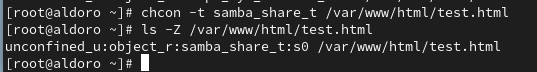 [root@aldoro ~]# chcon -t samba_share_t /var/www/html/test.html
[root@aldoro ~]# ls -Z /var/www/html/test.html
unconfined_u:object_r:samba_share_t:s0 /var/www/html/test.html
[root@aldoro ~]#